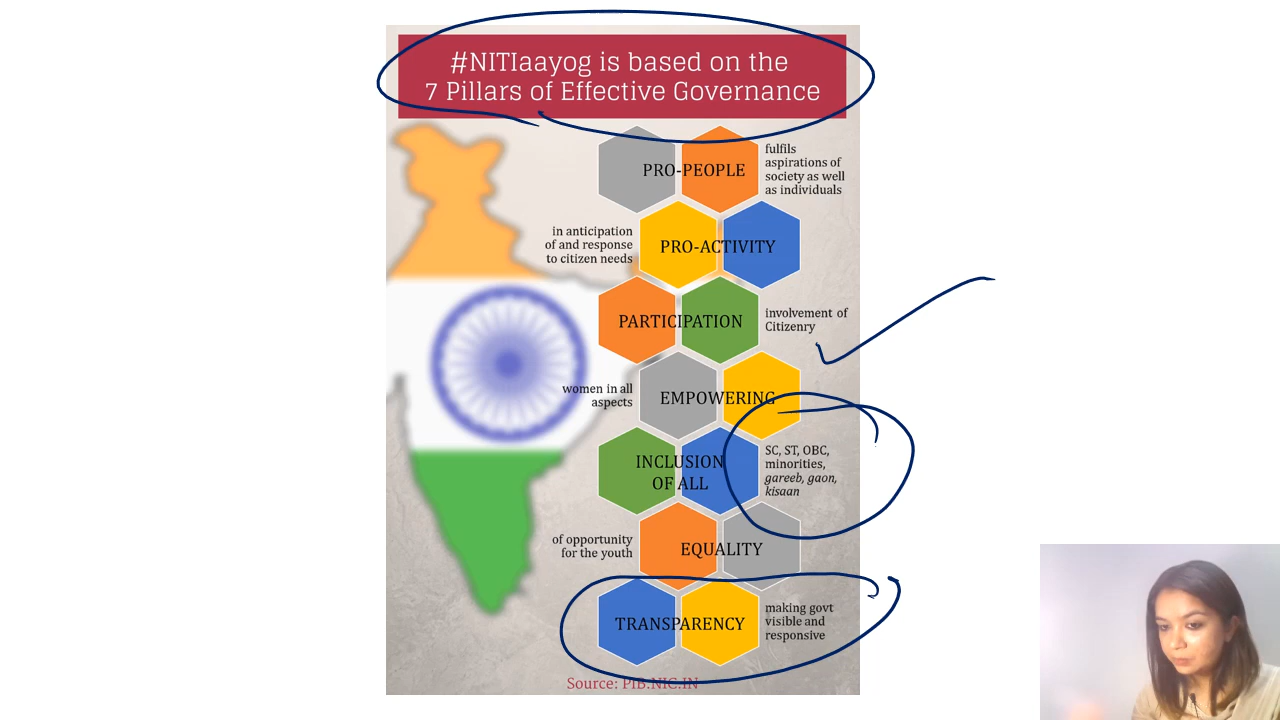 #NITIaayog is based on the
7 Pillars of Effective Governance
PRO-PEOPLE
fulfils
aspirations of
society as well
as individuals
in anticipation
of and response
to citizen needs
PRO-ACTIVITY
PARTICIPATION
involvement of
Citizenry
women in all
aspects
EMPOWERING
INCLUSION
OF ALL
SC, ST, OBC,
minorities,
gareeb, gaon,
kisaan
of opportunity
for the youth
EQUALITY
TRANSPARENCY
making govt
visible and
responsive
Source: PIB.NIC.IN